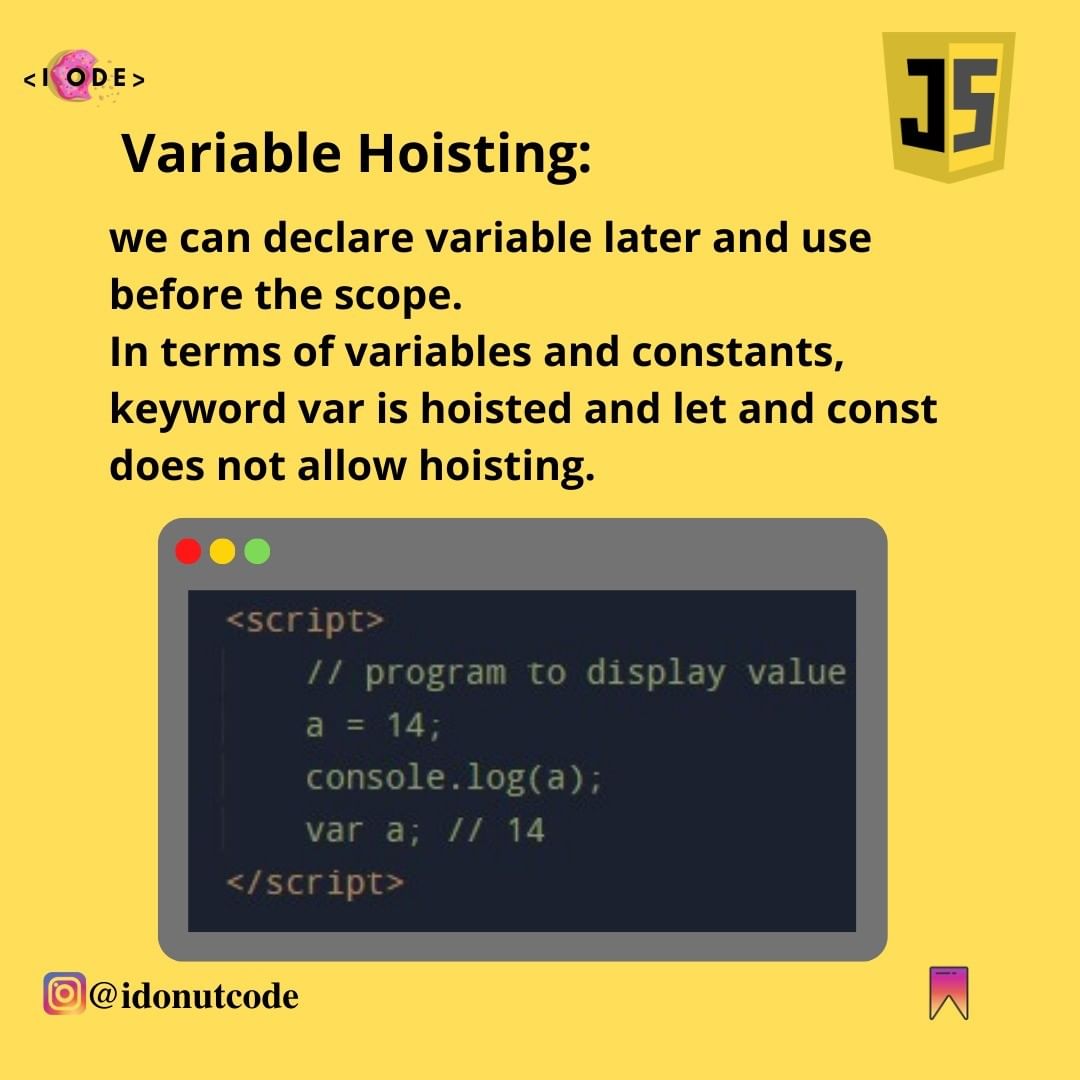 <I ODE>
JS
Variable Hoisting:
we can declare variable later and use
before the scope.
In terms of variables and constants,
keyword var is hoisted and let and const
does not allow hoisting.
<script>
// program to display value
a = 14;
console.log(a);
var a; // 14
</script>
@idonutcode